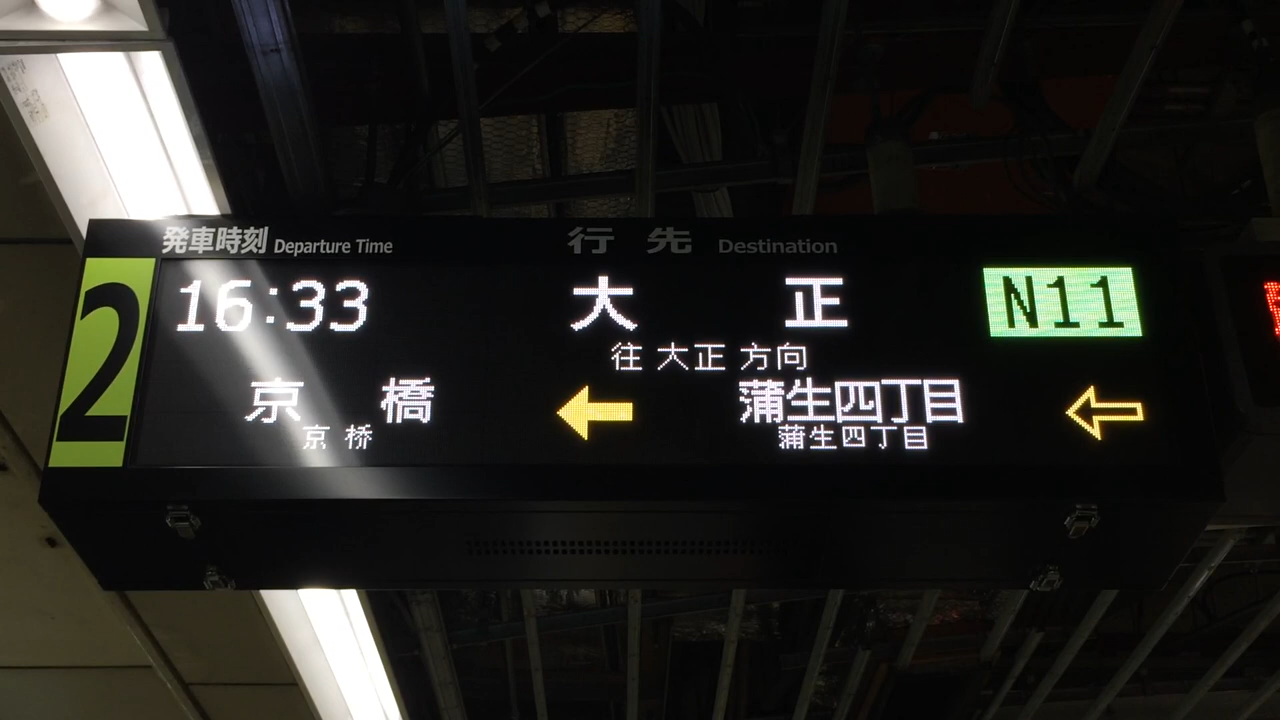 発車時刻 Departure Time 行先 Destination
2
16:33 大正 N11
往 大正 方向
京橋 蒲生四丁目
京桥 蒲生四丁目